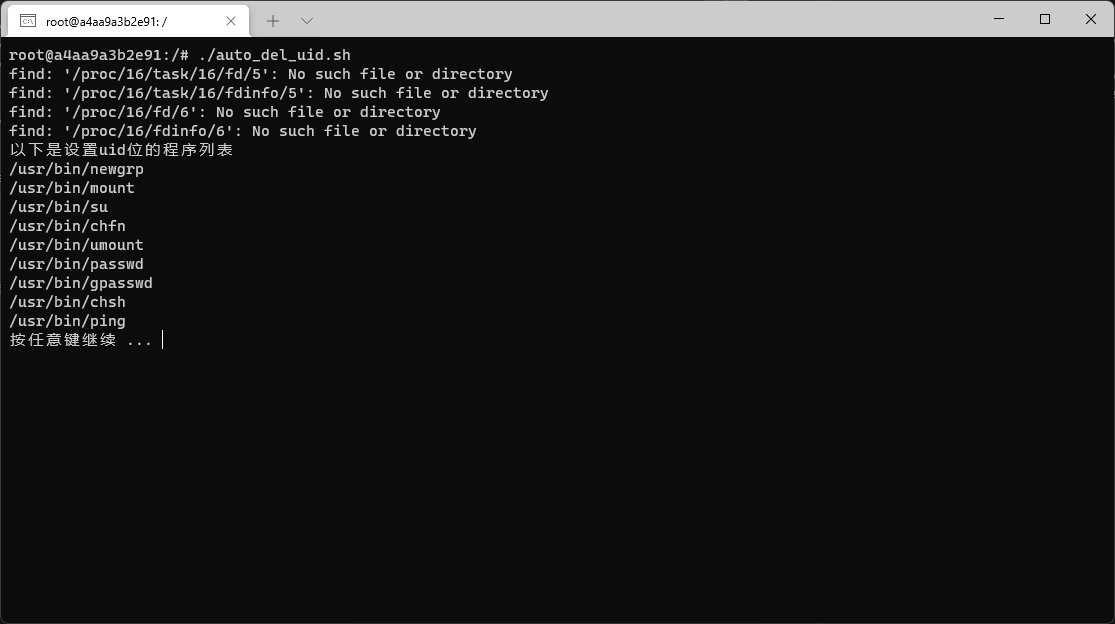 root@a4aa9a3b2e91: /
root@a4aa9a3b2e91:/# ./auto_del_uid.sh
find: '/proc/16/task/16/fd/5': No such file or directory
find: '/proc/16/task/16/fdinfo/5': No such file or directory
find: '/proc/16/fd/6': No such file or directory
find: '/proc/16/fdinfo/6': No such file or directory
以下是设置uid位的程序列表
/usr/bin/newgrp
/usr/bin/mount
/usr/bin/su
/usr/bin/chfn
/usr/bin/umount
/usr/bin/passwd
/usr/bin/gpasswd
/usr/bin/chsh
/usr/bin/ping
按任意键继续 ...